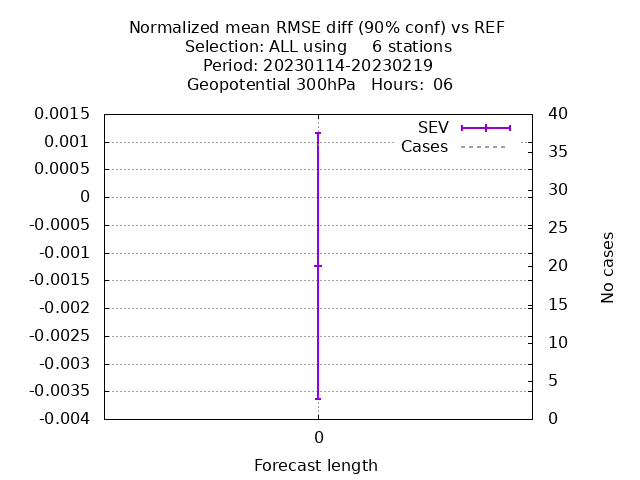 Normalized mean RMSE diff (90% conf) vs REF
Selection: ALL using     6 stations
Period: 20230114-20230219
Geopotential 300hPa   Hours:  06
0.0015
0.001
0.0005
0
-0.0005
-0.001
-0.0015
-0.002
-0.0025
-0.003
-0.0035
-0.004
SEV
Cases
40
35
30
25
20
15
10
5
0
No cases
0
Forecast length